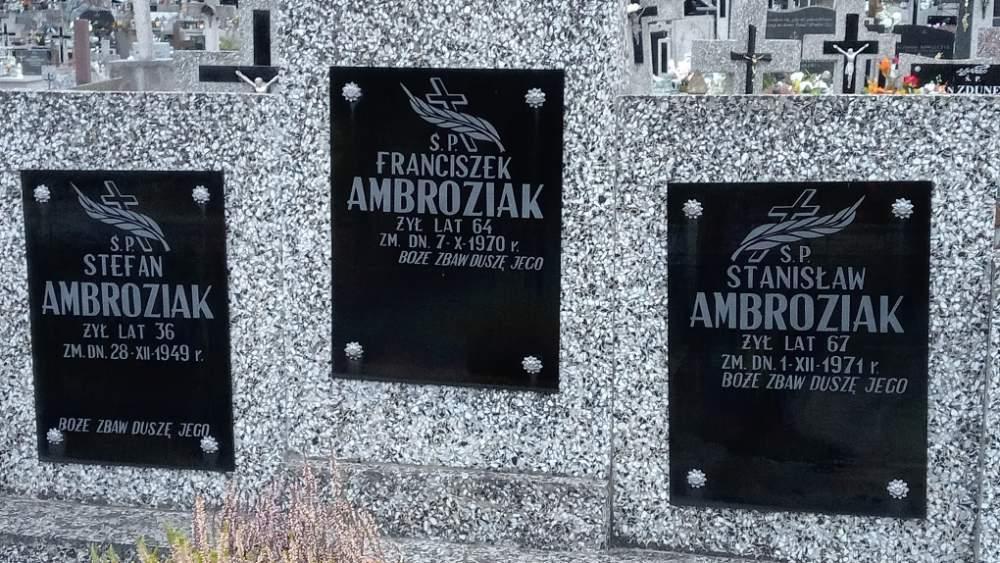 Ś.P.
STEFAN
AMBROZIAK
ŻYŁ LAT 36
ZM. DN. 28-XII-1949 r.
BOŻE ZBAW DUSZĘ JEGO
Ś.P.
FRANCISZEK
AMBROZIAK
ŻYŁ LAT 64
ZM. DN. 7-X-1970 r.
BOŻE ZBAW DUSZĘ JEGO
Ś.P.
STANISŁAW
AMBROZIAK
ŻYŁ LAT 67
ZM. DN. 1-XII-1971 r.
BOŻE ZBAW DUSZĘ JEGO